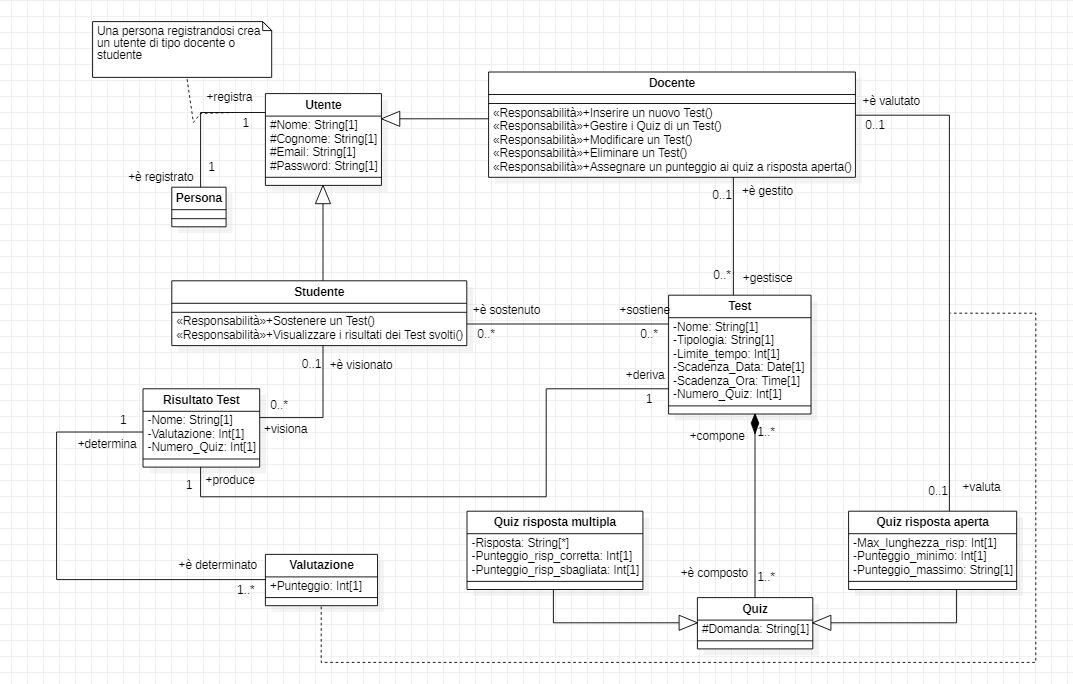 Una persona registrandosi crea
un utente di tipo docente o
studente
+registra
1
1
+è registrato
Persona
Utente
#Nome: String[1]
#Cognome: String[1]
#Email: String[1]
#Password: String[1]
Docente
«Responsabilità»+Inserire un nuovo Test()
«Responsabilità»+Gestire i Quiz di un Test()
«Responsabilità»+Modificare un Test()
«Responsabilità»+Eliminare un Test()
«Responsabilità»+Assegnare un punteggio ai quiz a risposta aperta()
+è valutato
0..1
0..1
+è gestito
0..*
+gestisce
Studente
«Responsabilità»+Sostenere un Test()
«Responsabilità»+Visualizzare i risultati dei Test svolti()
+è sostenuto
0..*
+sostiene
0..*
Test
-Nome: String[1]
-Tipologia: String[1]
-Limite_tempo: Int[1]
-Scadenza_Data: Date[1]
-Scadenza_Ora: Time[1]
-Numero_Quiz: Int[1]
0..1
+è visionato
0..*
+visiona
+deriva
1
Risultato Test
-Nome: String[1]
-Valutazione: Int[1]
-Numero_Quiz: Int[1]
1
+determina
1
+produce
+compone
1..*
0..1
+valuta
Quiz risposta multipla
-Risposta: String[*]
-Punteggio_risp_corretta: Int[1]
-Punteggio_risp_sbagliata: Int[1]
Quiz risposta aperta
-Max_lunghezza_risp: Int[1]
-Punteggio_minimo: Int[1]
-Punteggio_massimo: String[1]
+è determinato
1..*
Valutazione
+Punteggio: Int[1]
+è composto
1..*
Quiz
#Domanda: String[1]